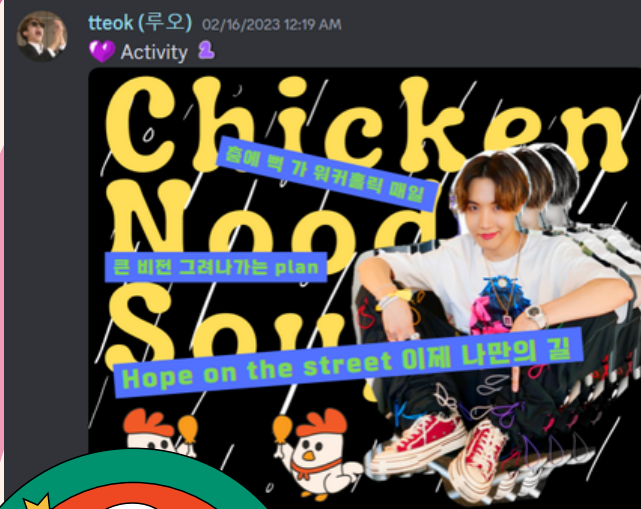 tteok (루오) 02/16/2023 12:19 AM
Activity
Chicken
춤에 빽 가 워커홀릭 매일
Nood
큰 비전 그려나가는 plan
Sou
Hope on the street 이제 나만의 길